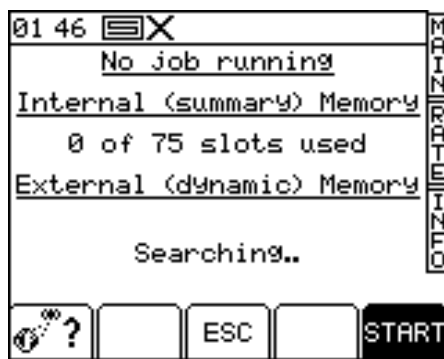 01 46
No job running
Internal (summary) Memory
0 of 75 slots used
External (dynamic) Memory
Searching..
?
ESC
START
MAIN
RATE
INFO